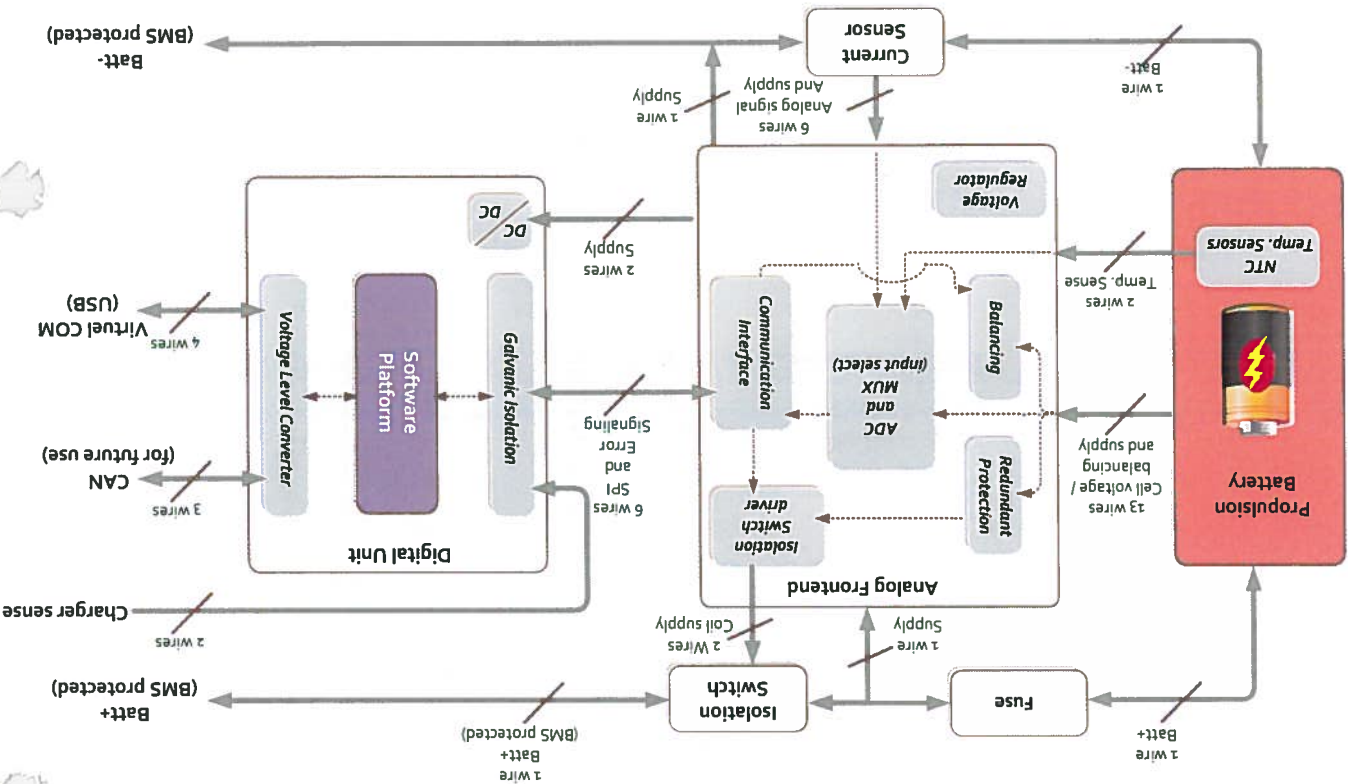 1 wire
Batt+
Fuse
1 wire
Supply
Isolation
Switch
2 Wires
Coil supply
1 wire
Batt+
(BMS protected)
Batt+
(BMS protected)
2 wires
Charger sense
Propulsion
Battery
NTC
Temp. Sensors
13 wires
Cell voltage /
balancing
and supply
2 wires
Temp. Sense
Analog Frontend
Redundant
Protection
Isolation
Switch
driver
ADC
and
MUX
(input select)
Balancing
Communication
Interface
Voltage
Regulator
6 wires
SPI
and
Error
Signalling
2 wires
Supply
Digital Unit
Galvanic Isolation
Software
Platform
Voltage Level Converter
DC
DC
3 wires
CAN
(for future use)
4 wires
Virtuel COM
(USB)
1 wire
Batt-
Current
Sensor
6 wires
Analog signal
And supply
1 wire
Supply
Batt-
(BMS protected)